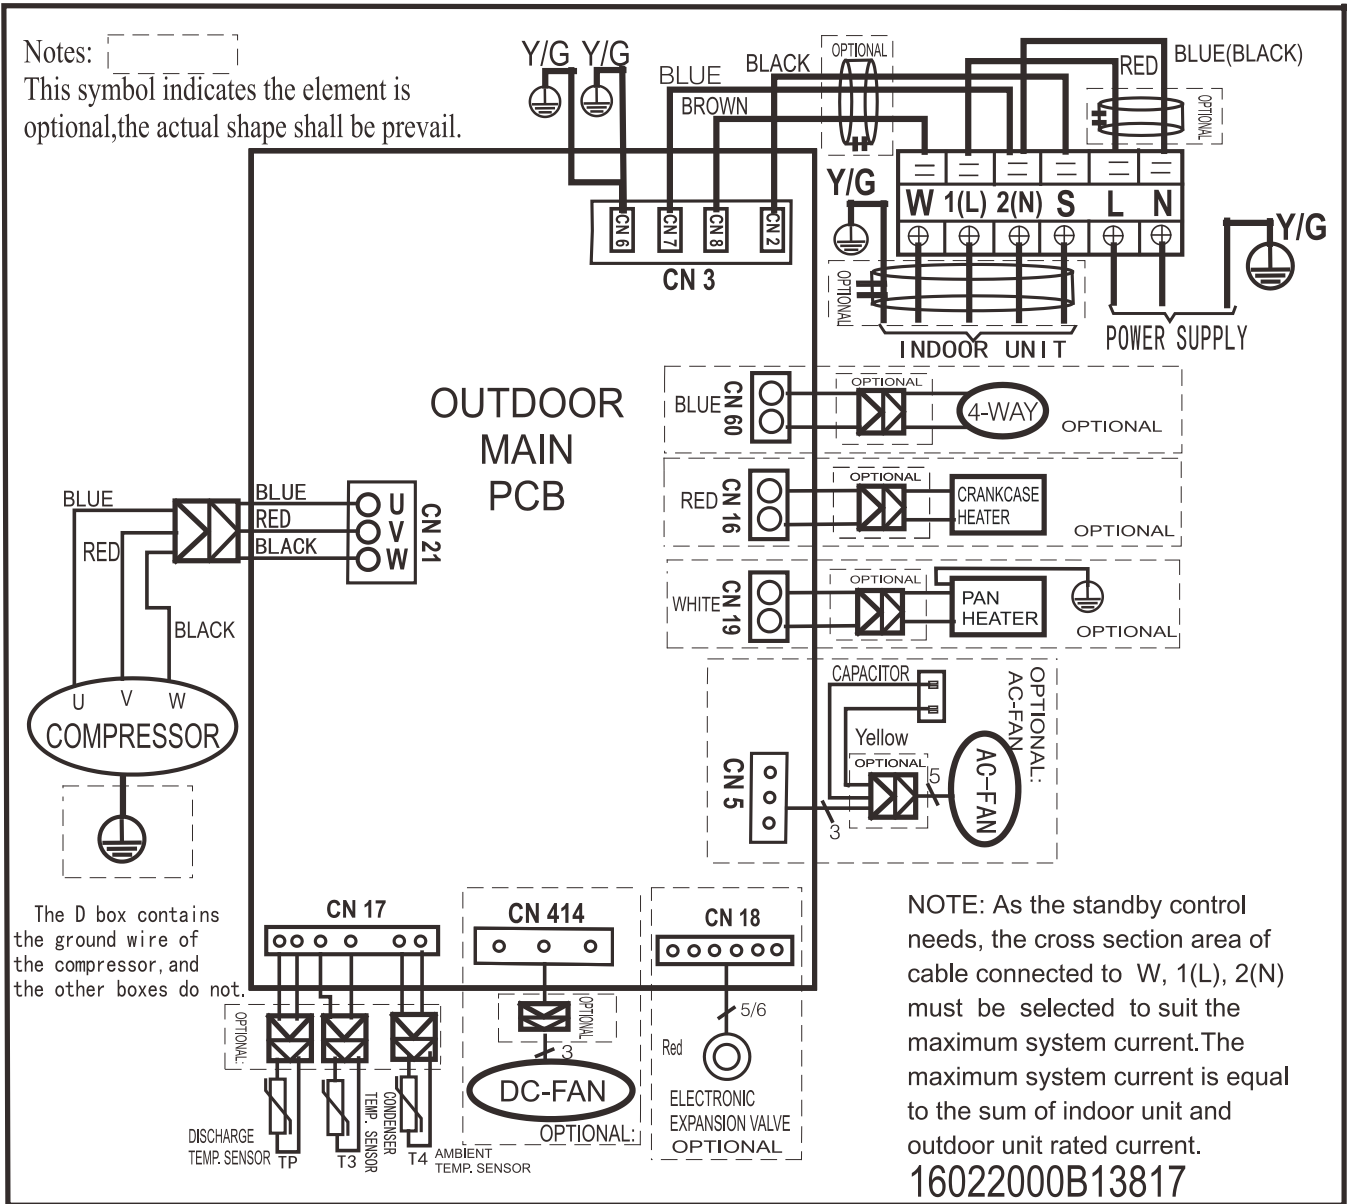 Notes:
This symbol indicates the element is
optional,the actual shape shall be prevail.
Y/G Y/G
BLUE
BROWN
BLACK
OPTIONAL
RED
BLUE(BLACK)
OPTIONAL
Y/G
W 1(L) 2(N) S L N
Y/G
OPTIONAL
INDOOR UNIT
POWER SUPPLY
CN 6
CN 7
CN 8
CN 2
CN 3
OUTDOOR
MAIN
PCB
BLUE
CN 60
OPTIONAL
4-WAY
OPTIONAL
RED
CN 16
OPTIONAL
CRANKCASE
HEATER
OPTIONAL
WHITE
CN 19
OPTIONAL
PAN
HEATER
OPTIONAL
BLUE
RED
BLACK
BLUE
RED
BLACK
U
V
W
CN 21
U V W
COMPRESSOR
The D box contains
the ground wire of
the compressor,and
the other boxes do not.
CAPACITOR
OPTIONAL:
AC-FAN
Yellow
OPTIONAL
CN 5
3
5
AC-FAN
CN 17
OPTIONAL:
DISCHARGE
TEMP. SENSOR
TP
T3
CONDENSER
TEMP. SENSOR
T4
AMBIENT
TEMP. SENSOR
CN 414
OPTIONAL
3
DC-FAN
OPTIONAL:
CN 18
5/6
Red
ELECTRONIC
EXPANSION VALVE
OPTIONAL
NOTE: As the standby control
needs, the cross section area of
cable connected to W, 1(L), 2(N)
must be selected to suit the
maximum system current.The
maximum system current is equal
to the sum of indoor unit and
outdoor unit rated current.
16022000B13817